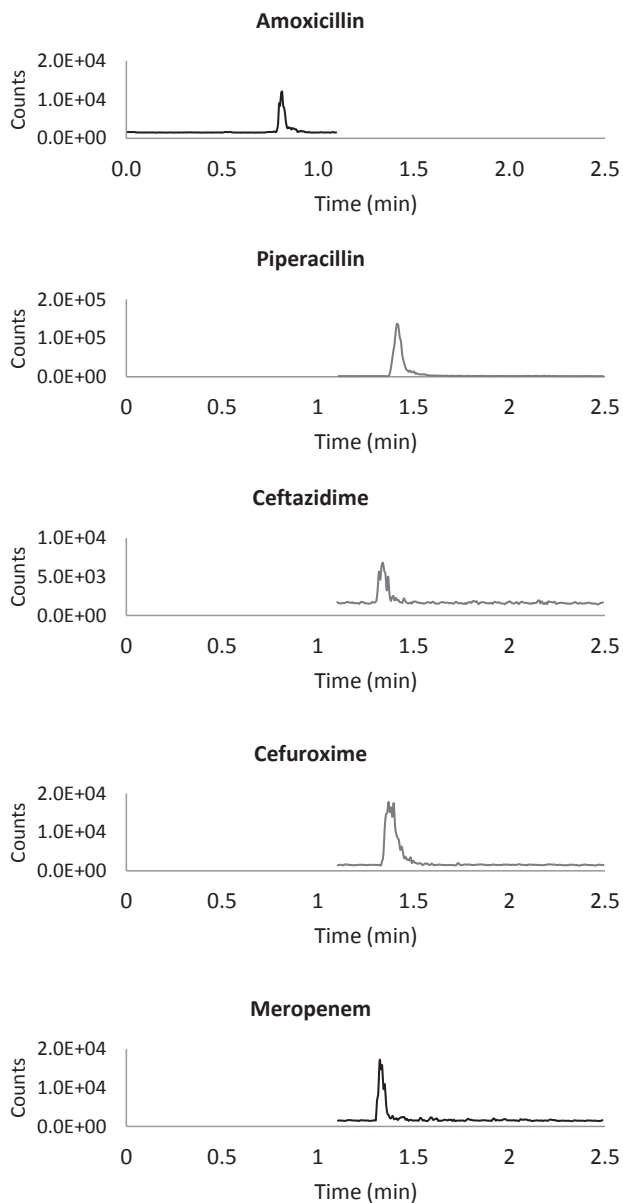 Amoxicillin
2.0E+04
1.0E+04
0.0E+00
Counts
0.0 0.5 1.0 1.5 2.0 2.5
Time (min)
Piperacillin
2.0E+05
1.0E+05
0.0E+00
Counts
0 0.5 1 1.5 2 2.5
Time (min)
Ceftazidime
1.0E+04
5.0E+03
0.0E+00
Counts
0 0.5 1 1.5 2 2.5
Time (min)
Cefuroxime
2.0E+04
1.0E+04
0.0E+00
Counts
0 0.5 1 1.5 2 2.5
Time (min)
Meropenem
2.0E+04
1.0E+04
0.0E+00
Counts
0 0.5 1 1.5 2 2.5
Time (min)